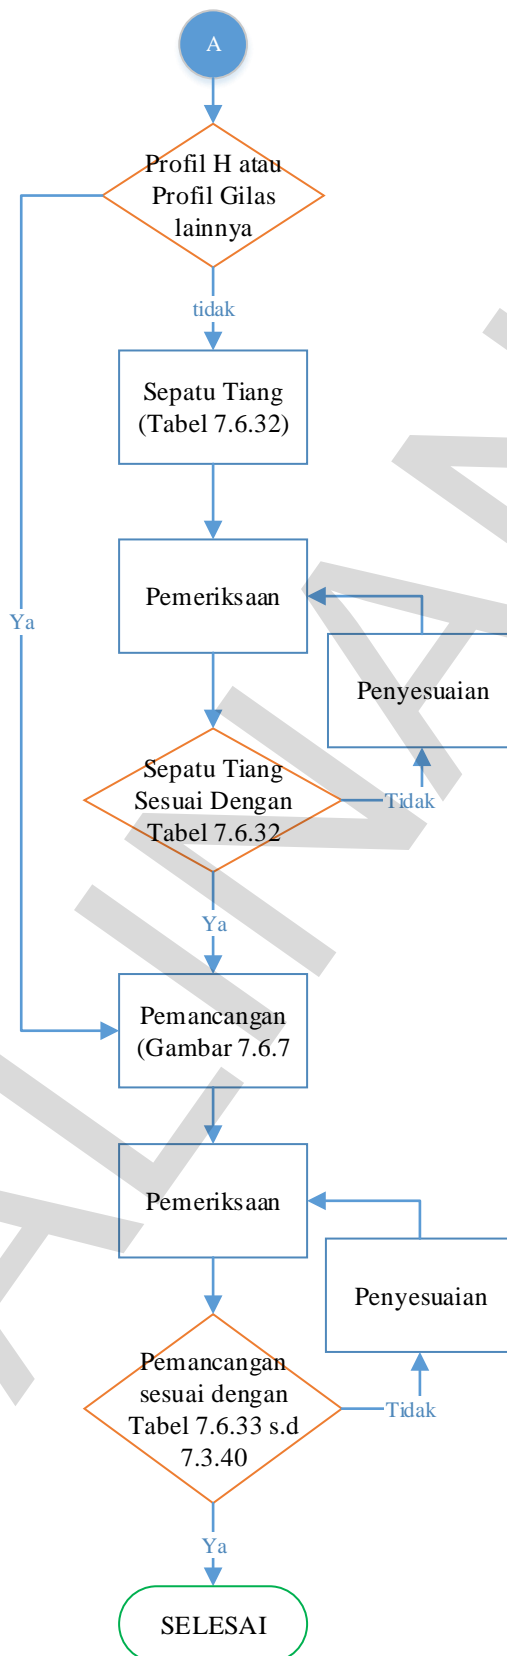 A
Profil H atau
Profil Gilas
lainnya
tidak
Sepatu Tiang
(Tabel 7.6.32)
Pemeriksaan
Ya
Penyesuaian
Sepatu Tiang
Sesuai Dengan
Tabel 7.6.32
Tidak
Ya
Pemancangan
(Gambar 7.6.7
Pemeriksaan
Penyesuaian
Pemancangan
sesuai dengan
Tabel 7.6.33 s.d
7.3.40
Tidak
Ya
SELESAI